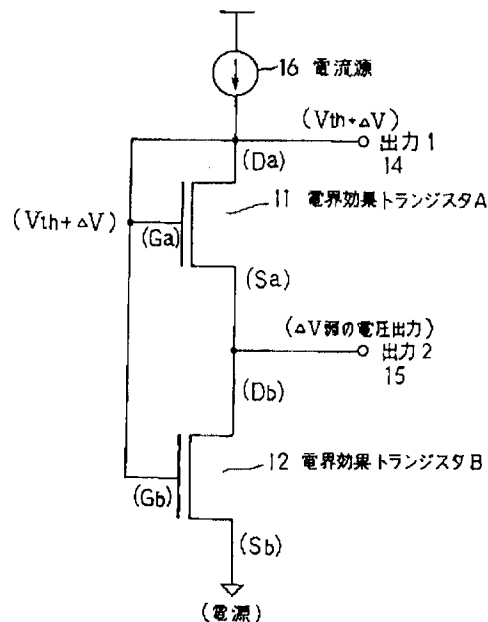 16 電流源
(Vth+ΔV)
出力1
14
(Da)
11 電界効果トランジスタA
(Vth+ΔV)
(Ga)
(Sa)
(ΔV弱の電圧出力)
出力2
15
(Db)
12 電界効果トランジスタB
(Gb)
(Sb)
(電源)